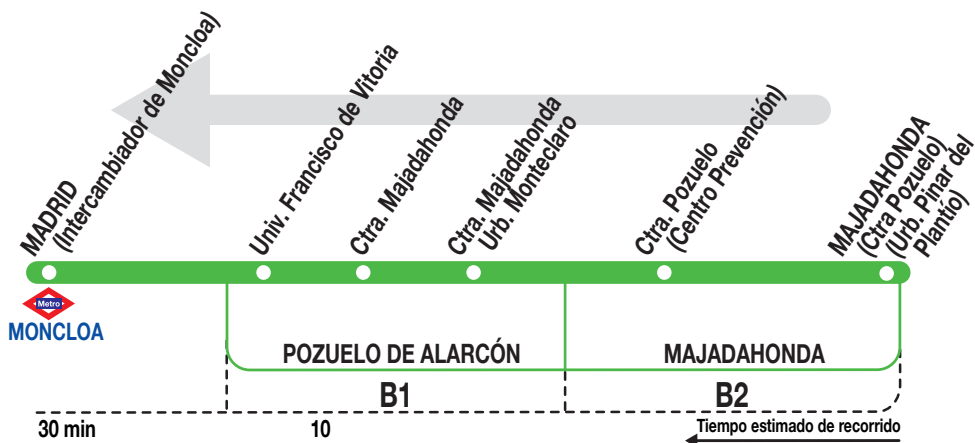 MADRID
(Intercambiador de Moncloa)
Univ. Francisco de Vitoria
Ctra. Majadahonda
Ctra. Majadahonda
Urb. Monteclaro
Ctra. Pozuelo
(Centro Prevención)
MAJADAHONDA
(Ctra Pozuelo)
(Urb. Pinar del
Plantío)
Metro
MONCLOA
POZUELO DE ALARCÓN
MAJADAHONDA
B1
B2
30 min
10
Tiempo estimado de recorrido